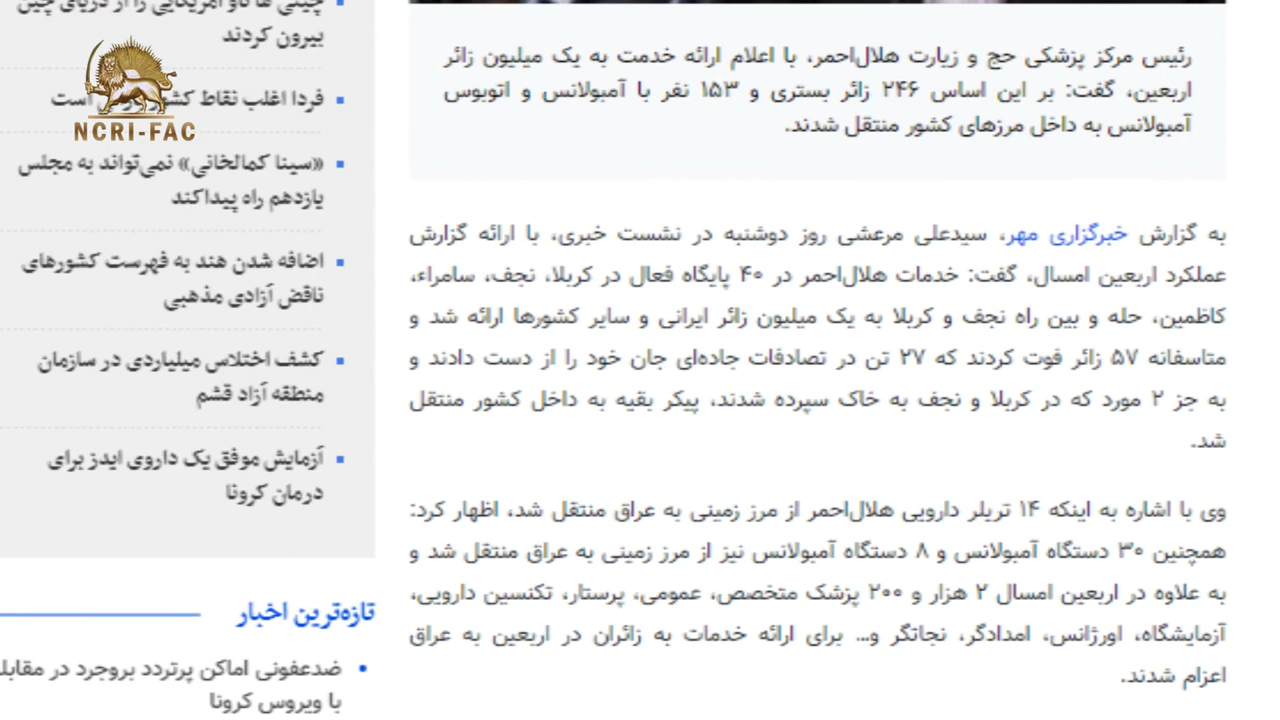 رئیس مرکز پزشکی حج و زیارت هلال‌احمر، با اعلام ارائه خدمت به یک میلیون زائر
اربعین، گفت: بر این اساس ۲۴۶ زائر بستری و ۱۵۳ نفر با آمبولانس و اتوبوس
آمبولانس به داخل مرزهای کشور منتقل شدند.
به گزارش خبرگزاری مهر، سیدعلی مرعشی روز دوشنبه در نشست خبری، با ارائه گزارش
عملکرد اربعین امسال، گفت: خدمات هلال‌احمر در ۴۰ پایگاه فعال در کربلا، نجف، سامراء،
کاظمین، حله و بین راه نجف و کربلا به یک میلیون زائر ایرانی و سایر کشورها ارائه شد و
متاسفانه ۵۷ زائر فوت کردند که ۲۷ تن در تصادفات جاده‌ای جان خود را از دست دادند و
به جز ۲ مورد که در کربلا و نجف به خاک سپرده شدند، پیکر بقیه به داخل کشور منتقل
شد.
وی با اشاره به اینکه ۱۴ تریلر دارویی هلال‌احمر از مرز زمینی به عراق منتقل شد، اظهار کرد:
همچنین ۳۰ دستگاه آمبولانس و ۸ دستگاه آمبولانس نیز از مرز زمینی به عراق منتقل شد و
به علاوه در اربعین امسال ۲ هزار و ۲۰۰ پزشک متخصص، عمومی، پرستار، تکنسین دارویی،
آزمایشگاه، اورژانس، امدادگر، نجاتگر و... برای ارائه خدمات به زائران در اربعین به عراق
اعزام شدند.
چینی ها ناو آمریکایی را از دریای چین
بیرون کردند
فردا اغلب نقاط است
NCRI-FAC
«سینا کمالخانی» نمی‌تواند به مجلس
یازدهم راه پیدا کند
اضافه شدن هند به فهرست کشورهای
ناقض آزادی مذهبی
کشف اختلاس میلیاردی در سازمان
منطقه آزاد قشم
آزمایش موفق یک داروی ایدز برای
درمان کرونا
تازه‌ترین اخبار
ضدعفونی اماکن پرتردد بروجرد در مقابله
با ویروس کرونا